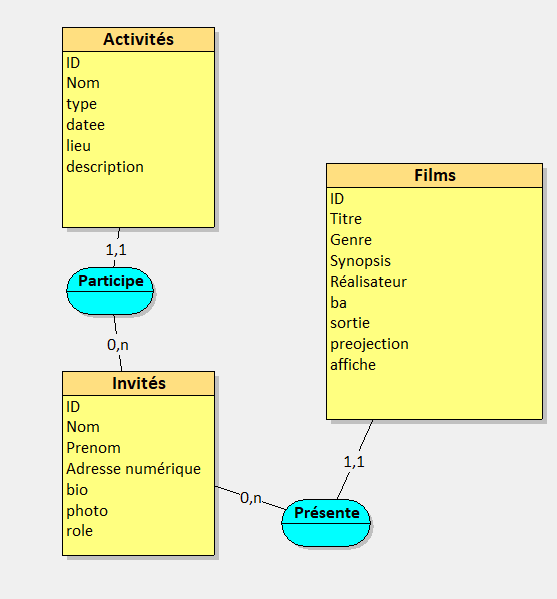 Activités
ID
Nom
type
datee
lieu
description
1,1
Participe
0,n
Invités
ID
Nom
Prenom
Adresse numérique
bio
photo
role
0,n
Présente
1,1
Films
ID
Titre
Genre
Synopsis
Réalisateur
ba
sortie
preojection
affiche